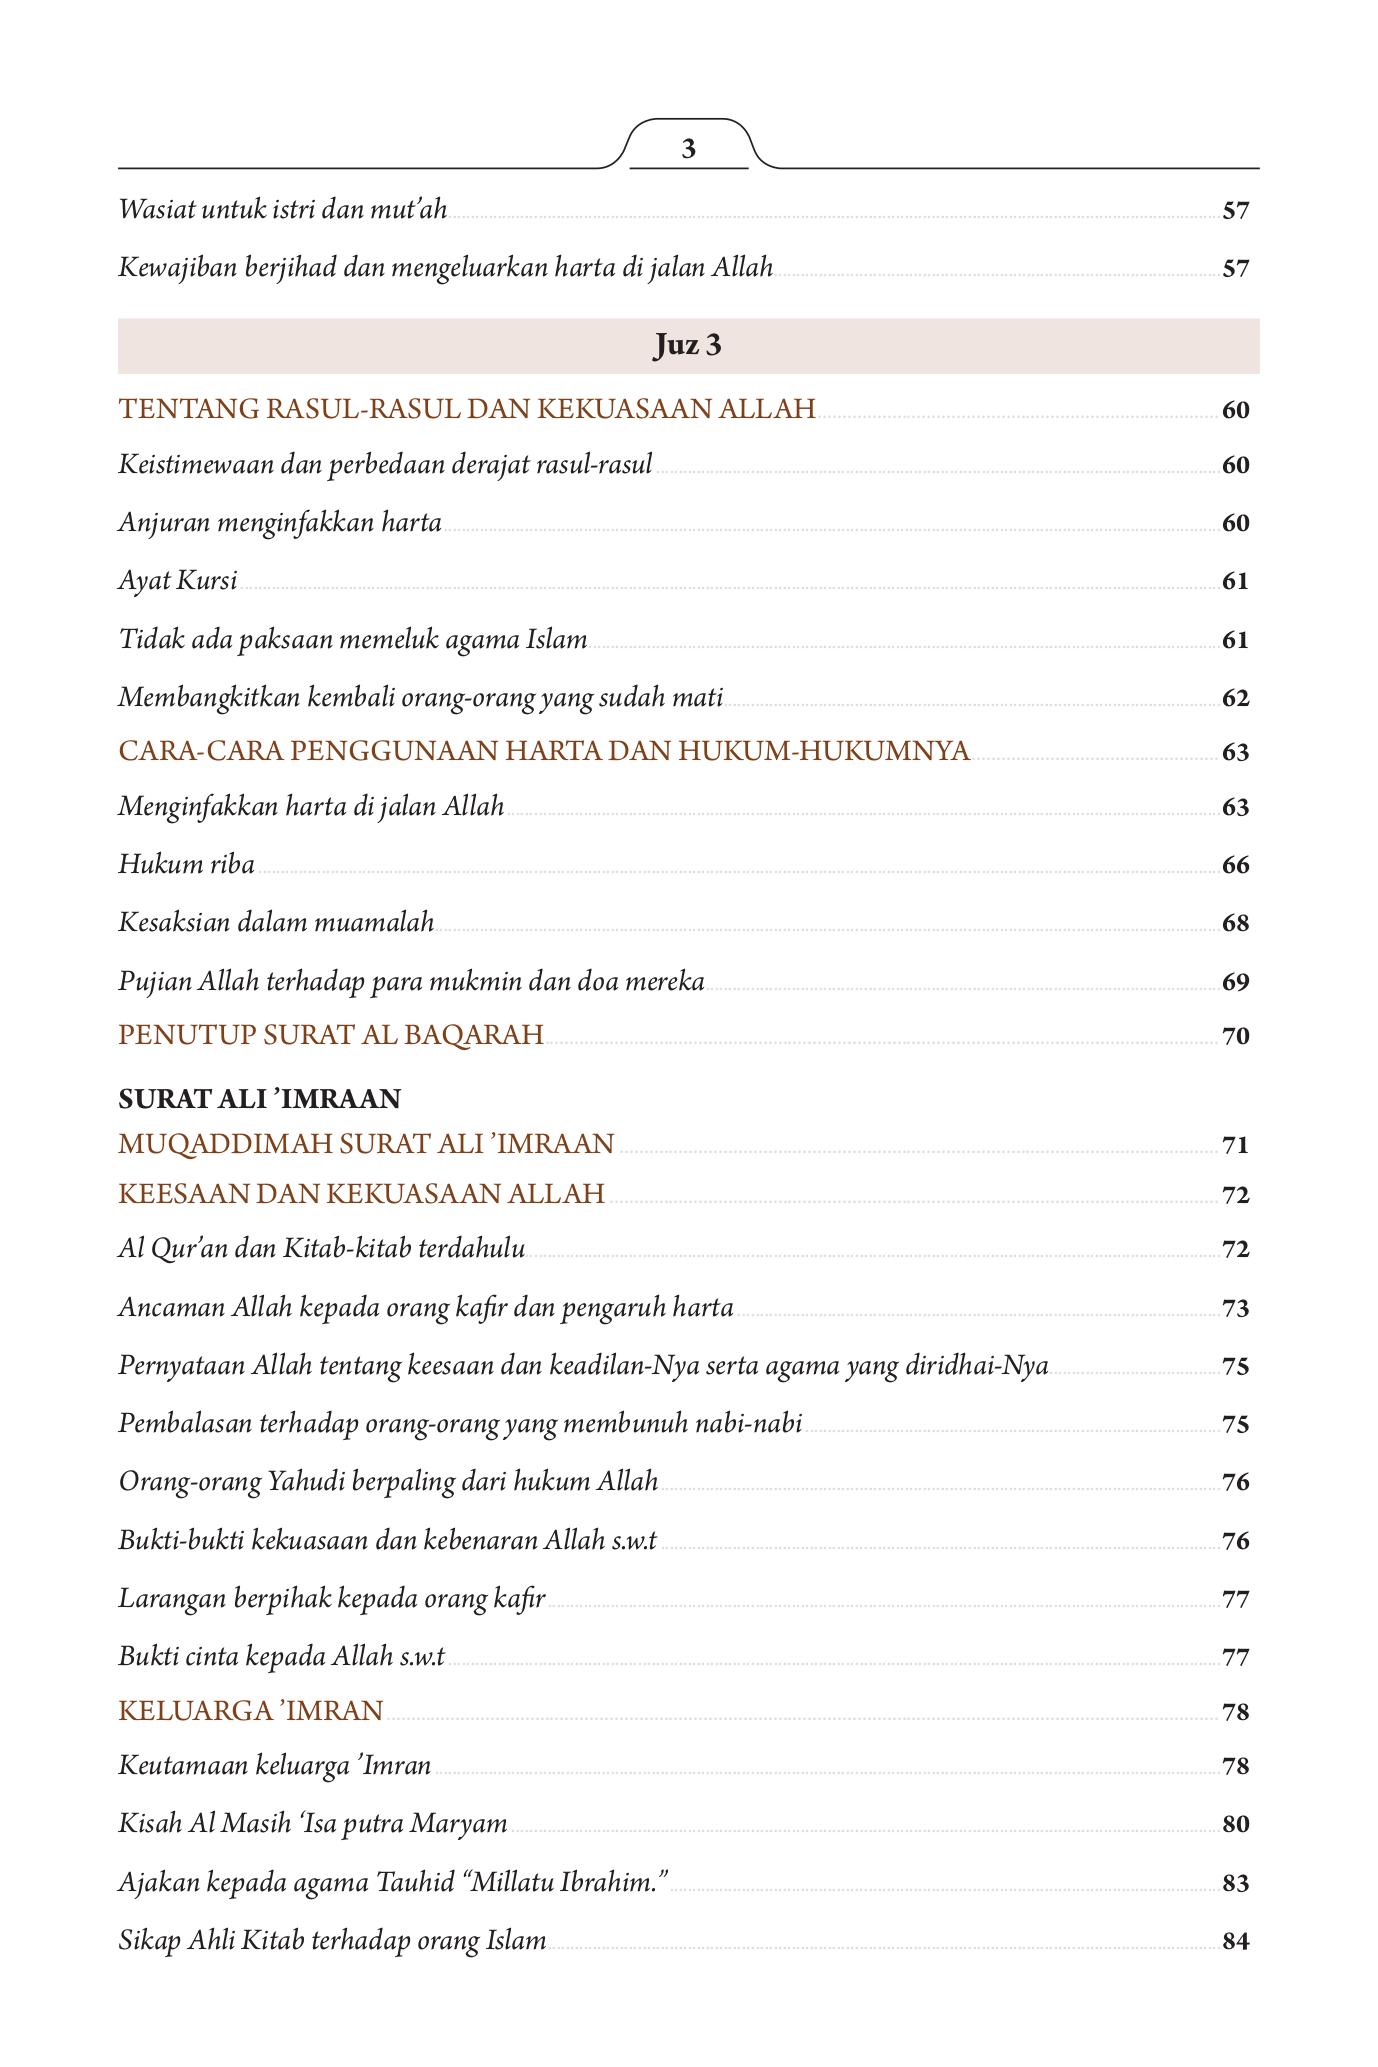 3
Wasiat untuk istri dan mut’ah 57
Kewajiban berjihad dan mengeluarkan harta di jalan Allah 57
Juz 3
TENTANG RASUL-RASUL DAN KEKUASAAN ALLAH 60
Keistimewaan dan perbedaan derajat rasul-rasul 60
Anjuran menginfakkan harta 60
Ayat Kursi 61
Tidak ada paksaan memeluk agama Islam 61
Membangkitkan kembali orang-orang yang sudah mati 62
CARA-CARA PENGGUNAAN HARTA DAN HUKUM-HUKUMNYA 63
Menginfakkan harta di jalan Allah 63
Hukum riba 66
Kesaksian dalam muamalah 68
Pujian Allah terhadap para mukmin dan doa mereka 69
PENUTUP SURAT AL BAQARAH 70
SURAT ALI ’IMRAAN
MUQADDIMAH SURAT ALI ’IMRAAN 71
KEESAAN DAN KEKUASAAN ALLAH 72
Al Qur’an dan Kitab-kitab terdahulu 72
Ancaman Allah kepada orang kafir dan pengaruh harta 73
Pernyataan Allah tentang keesaan dan keadilan-Nya serta agama yang diridhai-Nya 75
Pembalasan terhadap orang-orang yang membunuh nabi-nabi 75
Orang-orang Yahudi berpaling dari hukum Allah 76
Bukti-bukti kekuasaan dan kebenaran Allah s.w.t 76
Larangan berpihak kepada orang kafir 77
Bukti cinta kepada Allah s.w.t 77
KELUARGA ’IMRAN 78
Keutamaan keluarga ’Imran 78
Kisah Al Masih ‘Isa putra Maryam 80
Ajakan kepada agama Tauhid “Millatu Ibrahim.” 83
Sikap Ahli Kitab terhadap orang Islam 84